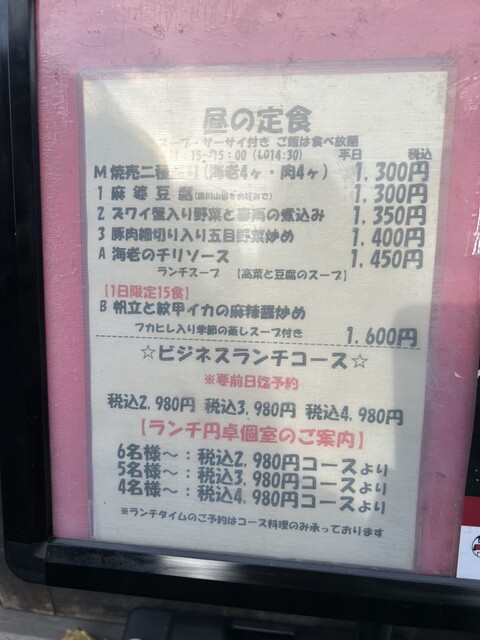 昼の定食
スープ・ザーサイ付き ご飯は食べ放題
15~15:00 (LO14:30) 平日 税込
M 焼売二種 り (海老4ヶ・肉4ヶ) 1,300円
1 麻婆豆腐 1,300円
2 ズワイ蟹入り野菜と春雨の煮込み 1,350円
3 豚肉細切り入り五目野菜炒め 1,400円
A 海老のチリソース 1,450円
ランチスープ 【高菜と豆腐のスープ】
【1日限定15食】
B 帆立と紋甲イカの麻辣醤炒め
フカヒレ入り季節の蒸しスープ付き 1,600円
☆ビジネスランチコース☆
※要前日迄予約
税込2,980円 税込3,980円 税込4,980円
【ランチ円卓個室のご案内】
6名様~:税込2,980円コースより
5名様~:税込3,980円コースより
4名様~:税込4,980円コースより
※ランチタイムのご予約はコース料理のみ承っております